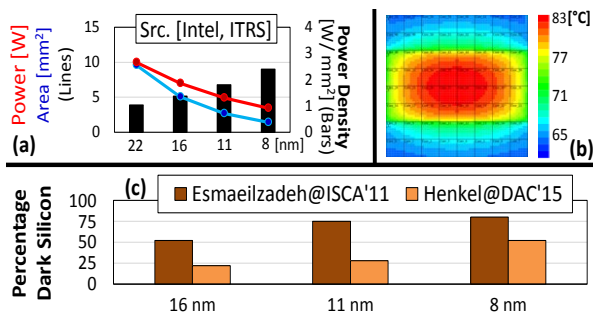 Src. [Intel, ITRS]
Power [W]
Area [mm²]
(Lines)
15
10
5
0
4
3
2
1
0
Power Density
[W/ mm²] (Bars)
22 16 11 8 [nm]
(a)
83[°C]
77
71
65
(b)
(c)
Esmaeilzadeh@ISCA'11 Henkel@DAC'15
Percentage
Dark Silicon
100
75
50
25
0
16 nm 11 nm 8 nm